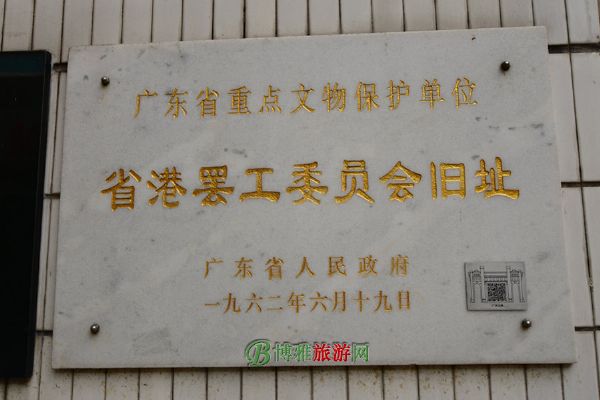 广东省重点文物保护单位
省港罢工委员会旧址
广东省人民政府
一九六二年六月十九日
博雅旅游网